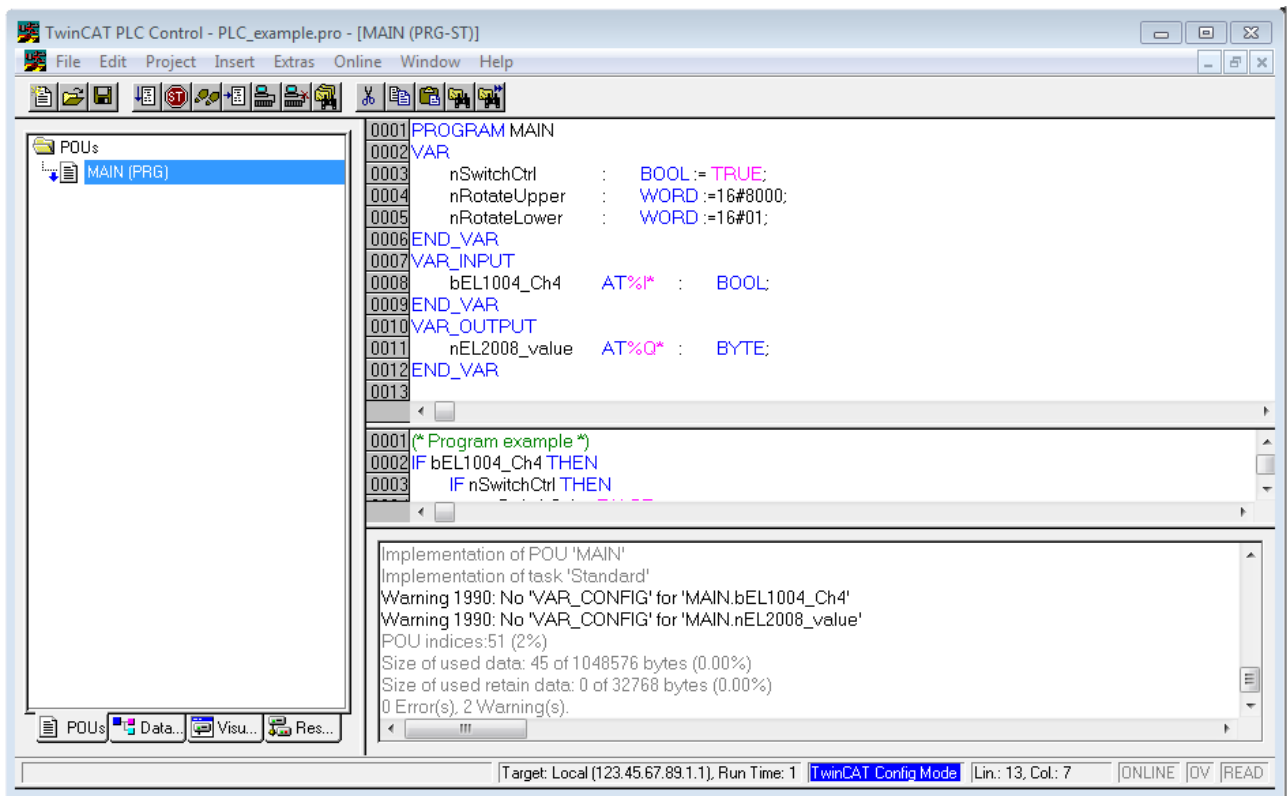 TwinCAT PLC Control - PLC_example.pro - [MAIN (PRG-ST)]
File Edit Project Insert Extras Online Window Help
POUs
MAIN (PRG)
0001 PROGRAM MAIN
0002 VAR
0003 nSwitchCtrl : BOOL := TRUE;
0004 nRotateUpper : WORD :=16#8000;
0005 nRotateLower : WORD :=16#01;
0006 END_VAR
0007 VAR_INPUT
0008 bEL1004_Ch4 AT%I* : BOOL;
0009 END_VAR
0010 VAR_OUTPUT
0011 nEL2008_value AT%Q* : BYTE;
0012 END_VAR
0013
0001 (* Program example *)
0002 IF bEL1004_Ch4 THEN
0003 IF nSwitchCtrl THEN
Implementation of POU 'MAIN'
Implementation of task 'Standard'
Warning 1990: No 'VAR_CONFIG' for 'MAIN.bEL1004_Ch4'
Warning 1990: No 'VAR_CONFIG' for 'MAIN.nEL2008_value'
POU indices:51 (2%)
Size of used data: 45 of 1048576 bytes (0.00%)
Size of used retain data: 0 of 32768 bytes (0.00%)
0 Error(s), 2 Warning(s).
POUs Data... Visu... Res...
Target: Local (123.45.67.89.1.1), Run Time: 1 TwinCAT Config Mode Lin.: 13, Col.: 7 ONLINE OV READ